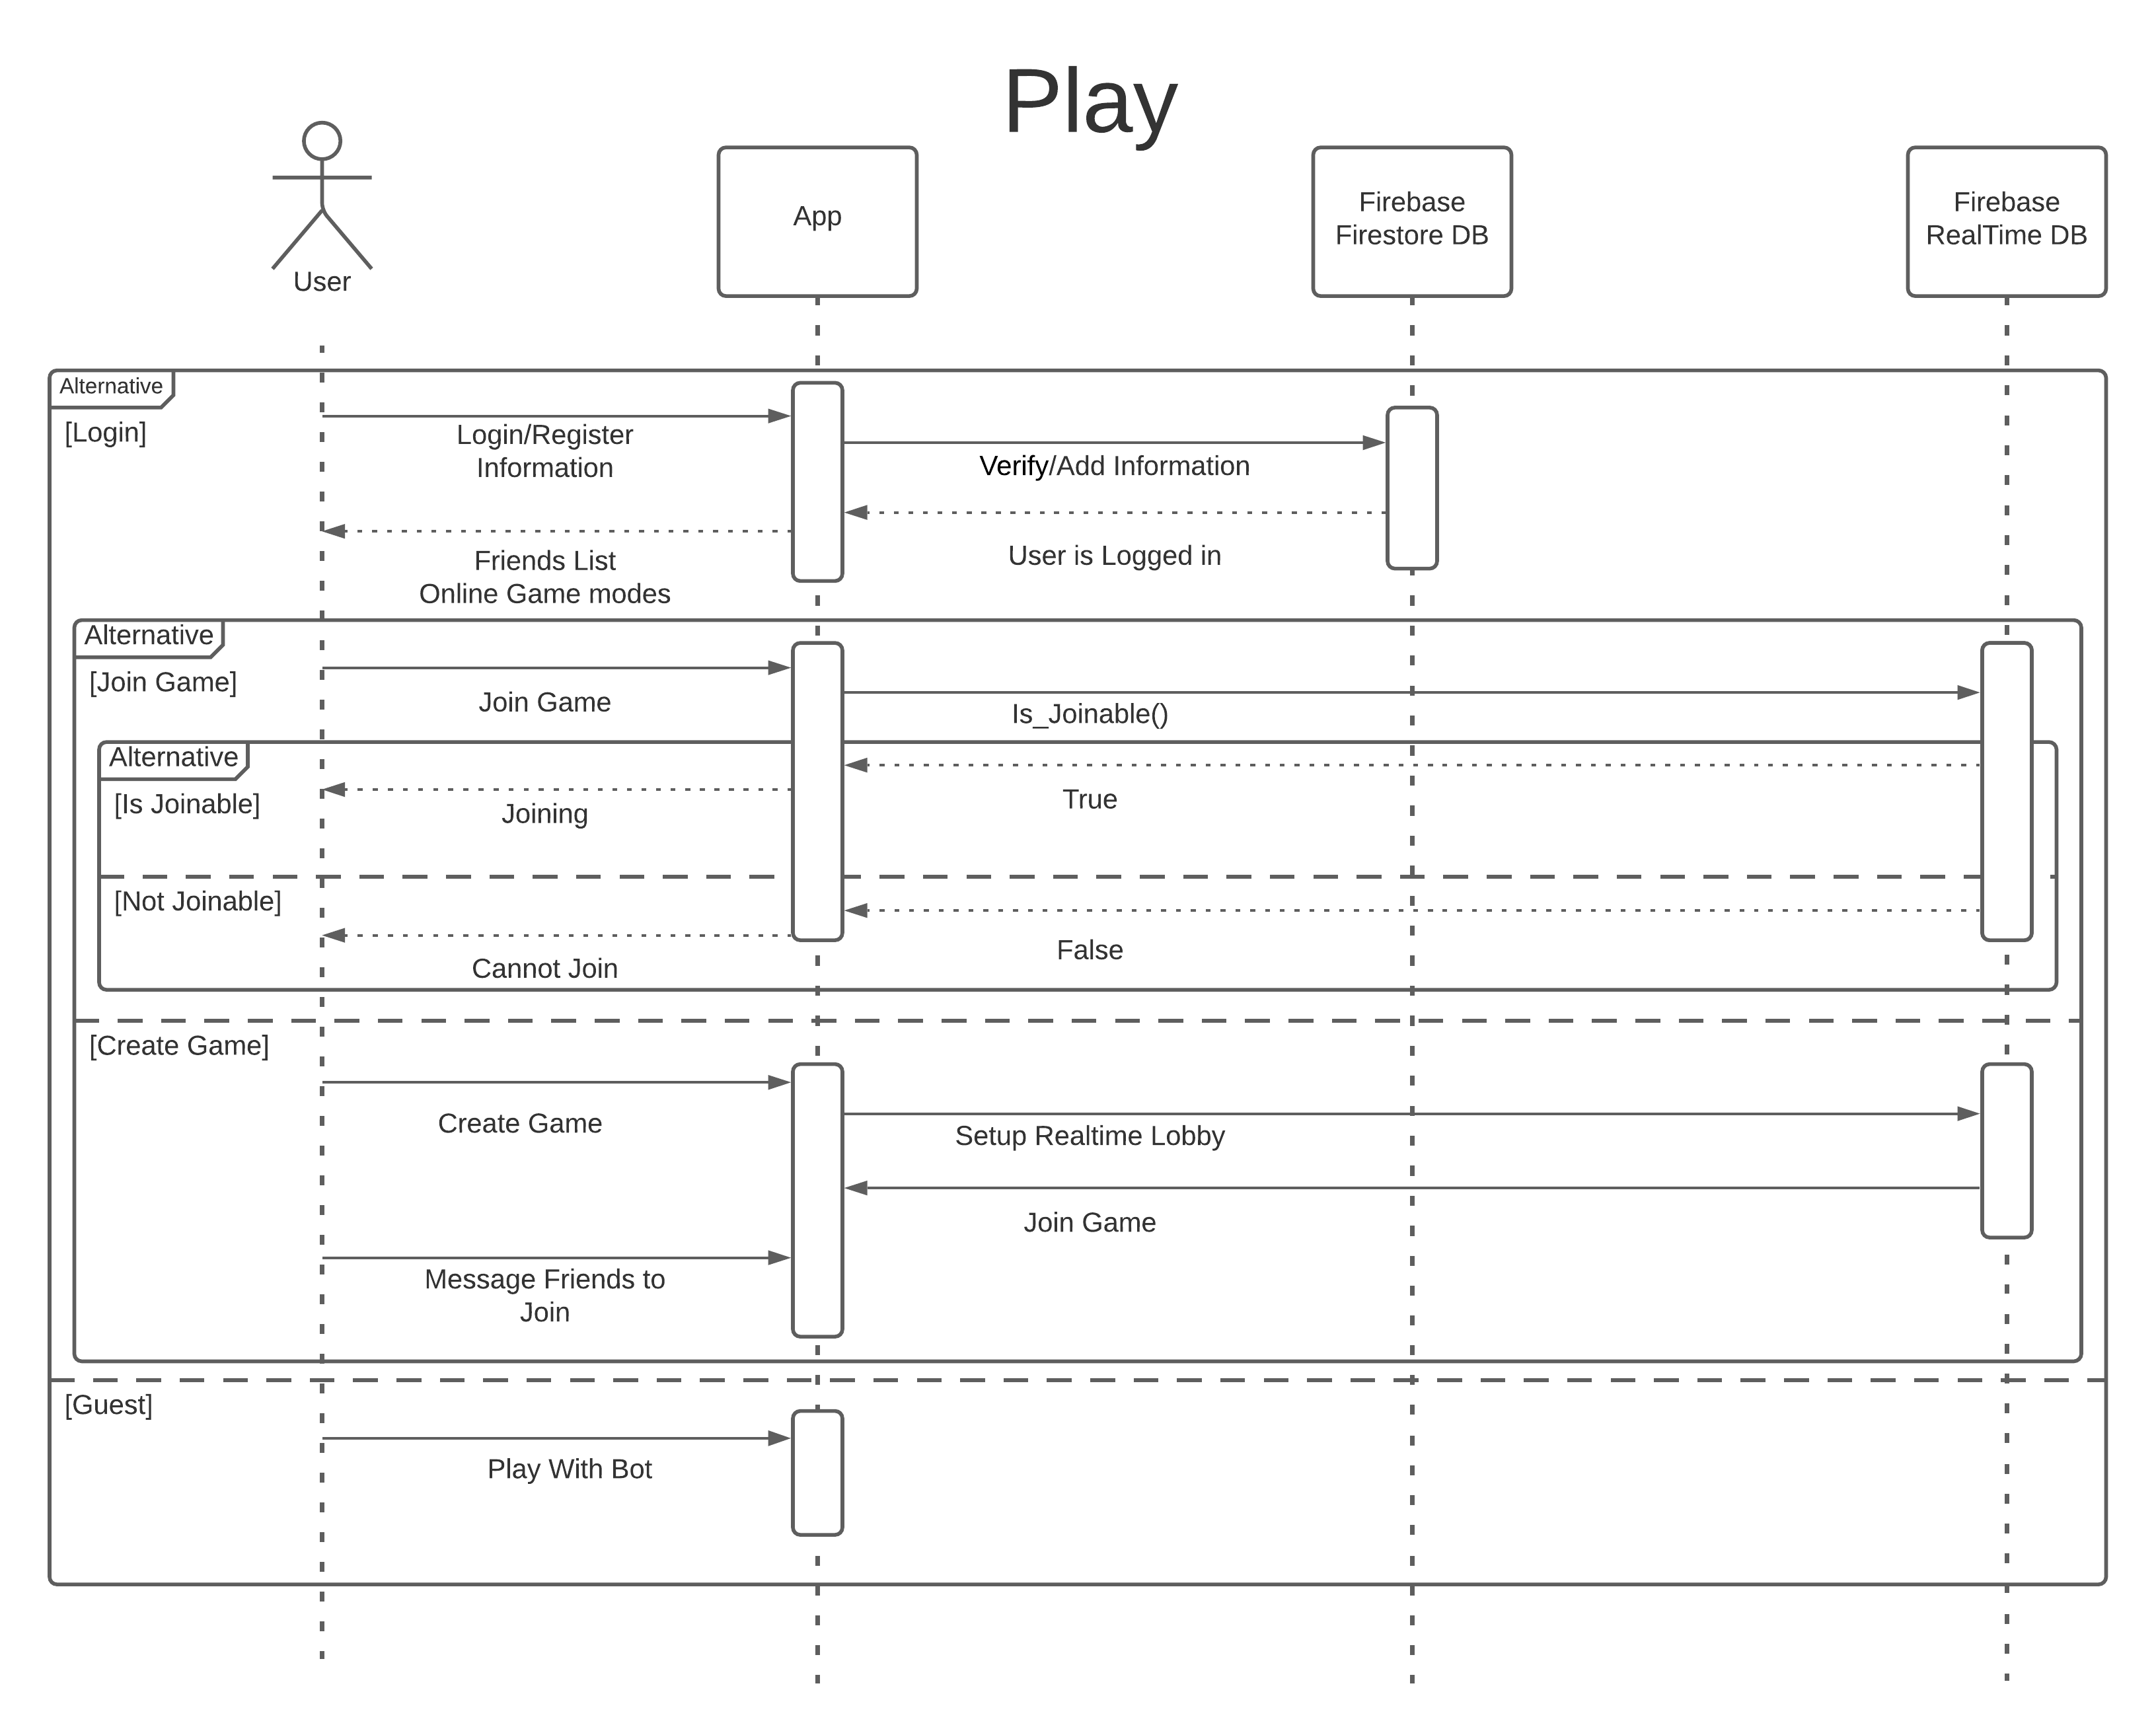 Play
User
App
Firebase
Firestore DB
Firebase
RealTime DB
Alternative
[Login]
Login/Register
Information
Verify/Add Information
User is Logged in
Friends List
Online Game modes
Alternative
[Join Game]
Join Game
Is_Joinable()
Alternative
[Is Joinable]
True
Joining
[Not Joinable]
False
Cannot Join
[Create Game]
Create Game
Setup Realtime Lobby
Join Game
Message Friends to
Join
[Guest]
Play With Bot